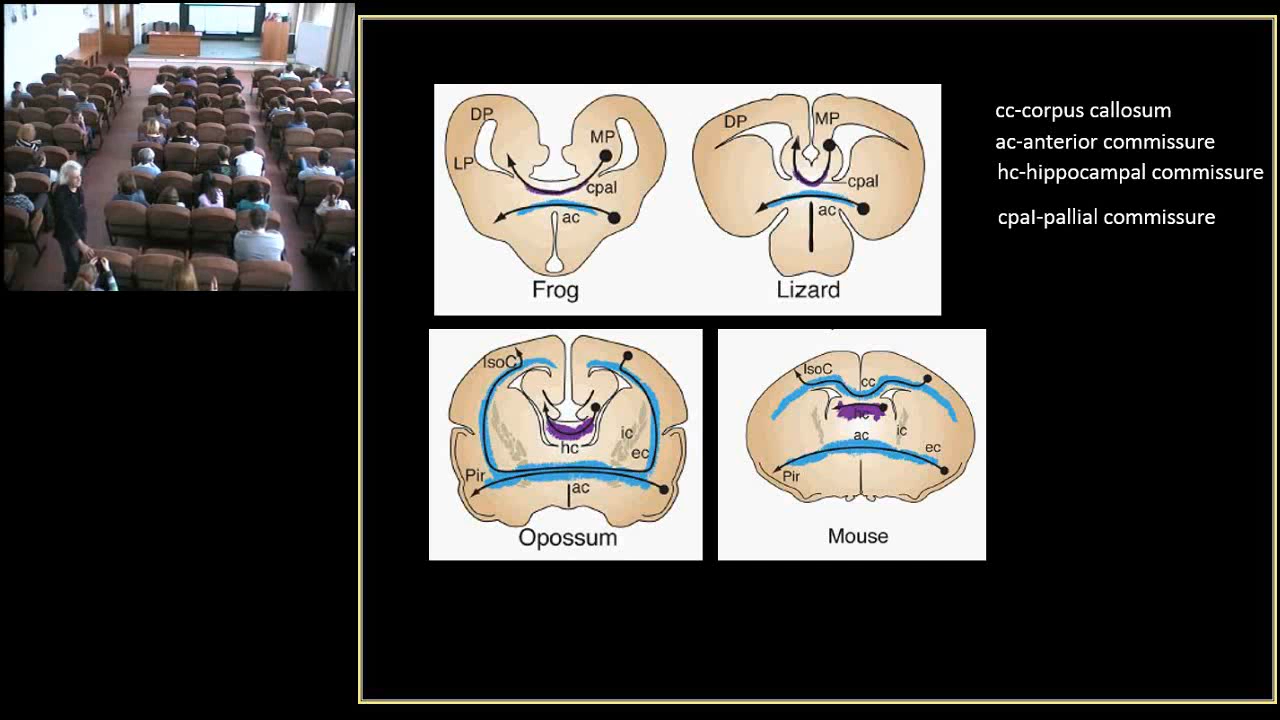 DP
MP
LP
cpal
ac
Frog
DP
MP
cpal
ac
Lizard
cc-corpus callosum
ac-anterior commissure
hc-hippocampal commissure
cpal-pallial commissure
IsoC
ic
hc
ec
Pir
ac
Opossum
IsoC
cc
hc
ic
ac
ec
Pir
Mouse